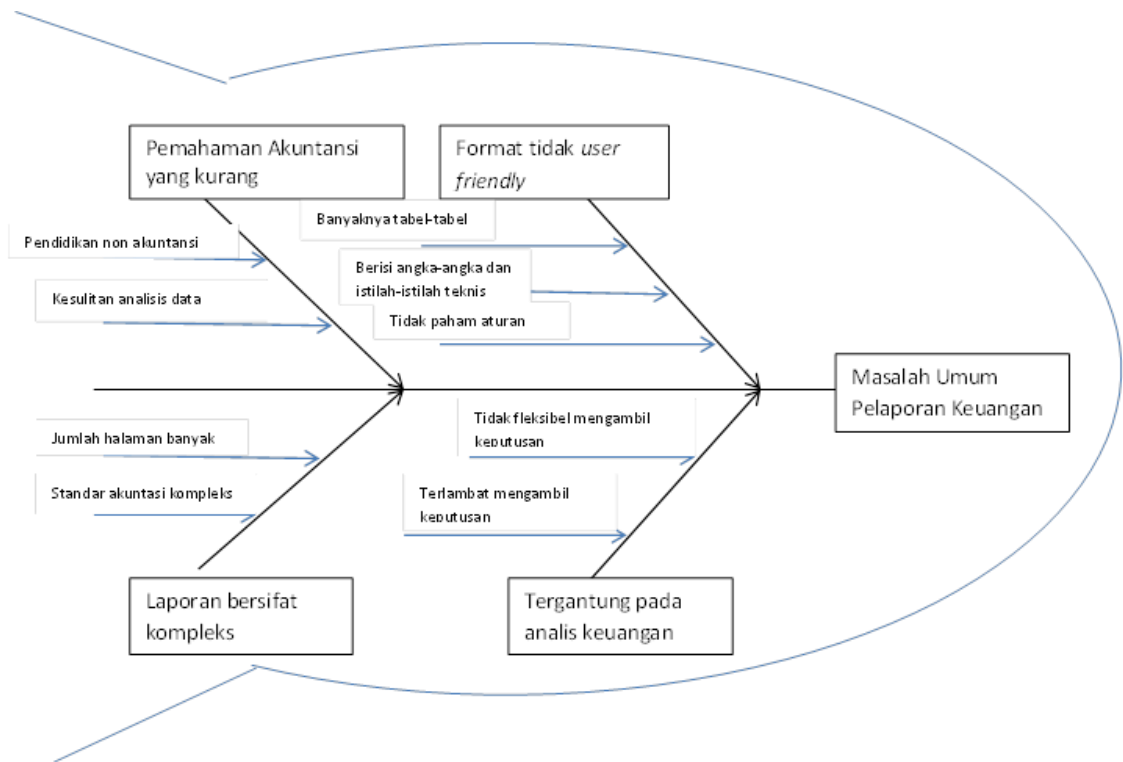 Pemahaman Akuntansi
yang kurang
Format tidak user
friendly
Banyaknya tabel-tabel
Pendidikan non akuntansi
Berisi angka-angka dan
istilah-istilah teknis
Kesulitan analisis data
Tidak paham aturan
Masalah Umum
Pelaporan Keuangan
Tidak fleksibel mengambil
keputusan
Jumlah halaman banyak
Standar akuntasi kompleks
Terlambat mengambil
keputusan
Laporan bersifat
kompleks
Tergantung pada
analis keuangan